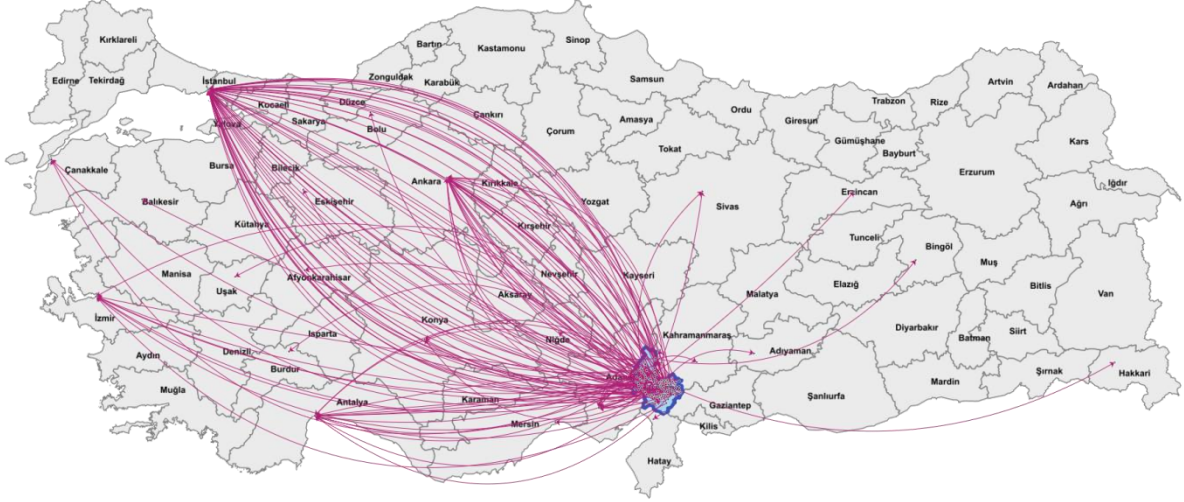 Kırklareli
Edirne
Tekirdağ
İstanbul
Kocaeli
Yalova
Sakarya
Düzce
Bolu
Zonguldak
Bartın
Karabük
Kastamonu
Sinop
Çankırı
Samsun
Çorum
Amasya
Ordu
Tokat
Giresun
Trabzon
Rize
Artvin
Ardahan
Gümüşhane
Bayburt
Kars
Erzurum
Iğdır
Ağrı
Çanakkale
Balıkesir
Bursa
Bilecik
Eskişehir
Kütahya
Ankara
Kırıkkale
Kırşehir
Yozgat
Sivas
Erzincan
Tunceli
Bingöl
Muş
Bitlis
Van
Manisa
Uşak
Afyonkarahisar
Nevşehir
Kayseri
Aksaray
Malatya
Elazığ
İzmir
Konya
Isparta
Niğde
Kahramanmaraş
Adıyaman
Diyarbakır
Batman
Siirt
Aydın
Denizli
Burdur
Şırnak
Hakkari
Mardin
Şanlıurfa
Muğla
Antalya
Karaman
Mersin
Gaziantep
Kilis
Hatay